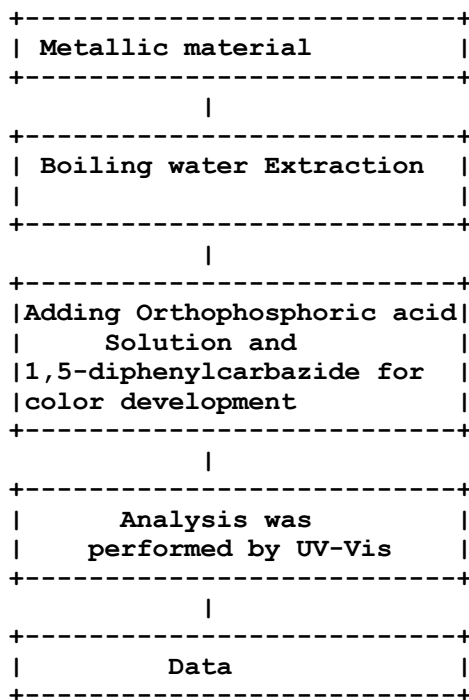 Metallic material
Boiling water Extraction
Adding Orthophosphoric acid
Solution and
1,5-diphenylcarbazide for
color development
Analysis was
performed by UV-Vis
Data